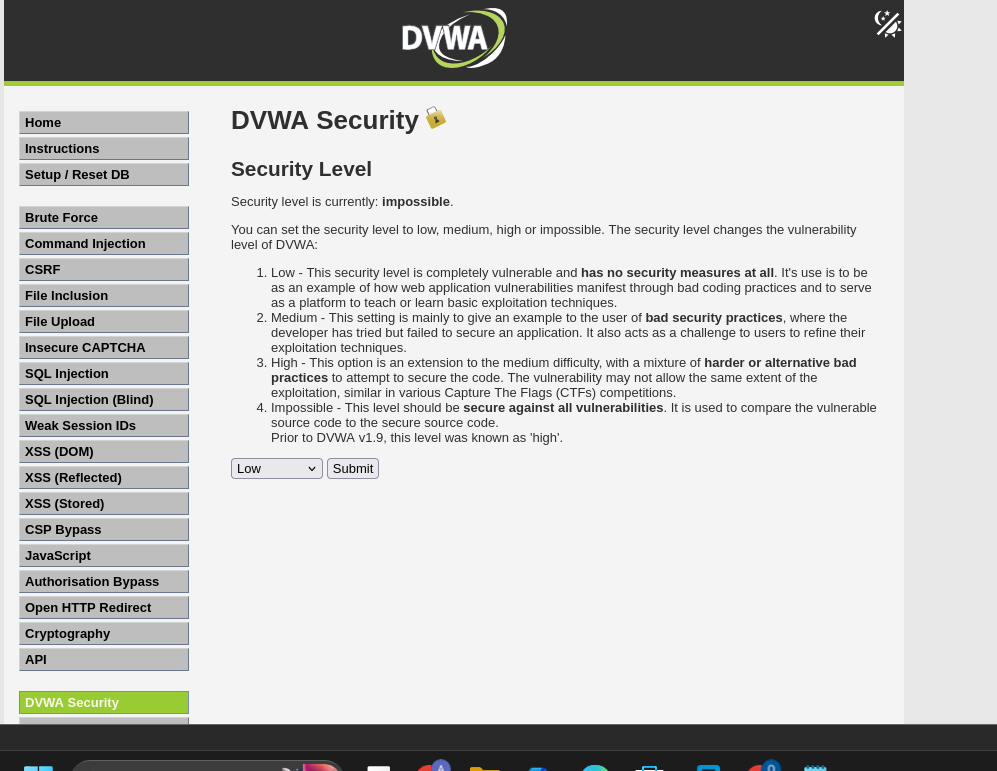 DVWA
Home
Instructions
Setup / Reset DB
Brute Force
Command Injection
CSRF
File Inclusion
File Upload
Insecure CAPTCHA
SQL Injection
SQL Injection (Blind)
Weak Session IDs
XSS (DOM)
XSS (Reflected)
XSS (Stored)
CSP Bypass
JavaScript
Authorisation Bypass
Open HTTP Redirect
Cryptography
API
DVWA Security
DVWA Security
Security Level
Security level is currently: impossible.
You can set the security level to low, medium, high or impossible. The security level changes the vulnerability
level of DVWA:
1. Low - This security level is completely vulnerable and has no security measures at all. It's use is to be
as an example of how web application vulnerabilities manifest through bad coding practices and to serve
as a platform to teach or learn basic exploitation techniques.
2. Medium - This setting is mainly to give an example to the user of bad security practices, where the
developer has tried but failed to secure an application. It also acts as a challenge to users to refine their
exploitation techniques.
3. High - This option is an extension to the medium difficulty, with a mixture of harder or alternative bad
practices to attempt to secure the code. The vulnerability may not allow the same extent of the
exploitation, similar in various Capture The Flags (CTFs) competitions.
4. Impossible - This level should be secure against all vulnerabilities. It is used to compare the vulnerable
source code to the secure source code.
Prior to DVWA v1.9, this level was known as 'high'.
Low Submit